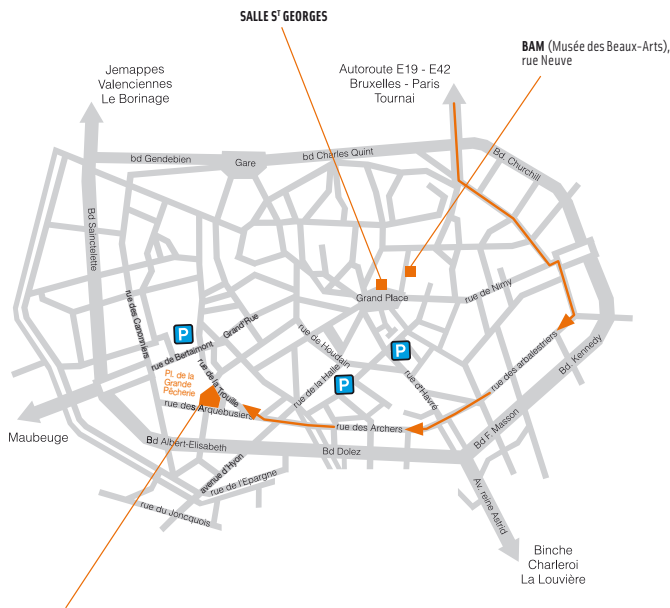 SALLE Sᵀ GEORGES
BAM (Musée des Beaux-Arts),
rue Neuve
Jemappes
Valenciennes
Le Borinage
Autoroute E19 - E42
Bruxelles - Paris
Tournai
bd Gendebien
Gare
bd Charles Quint
Bd. Churchill
Bd Sainctelette
rue des Canonniers
P
rue de Bertaimont
Grand'Rue
Grand Place
rue de Nimy
rue de Houdain
P
rue de la Halle
P
rue d'Havré
rue des arbalestriers
Bd. Kennedy
Pl. de la
Grande
Pêcherie
rue de la Trouille
rue des Arquebusiers
rue des Archers
Bd F. Masson
Maubeuge
Bd Albert-Elisabeth
Bd Dolez
avenue d'Hyon
rue de l'Epargne
rue du Joncquois
Av. reine Astrid
Binche
Charleroi
La Louvière